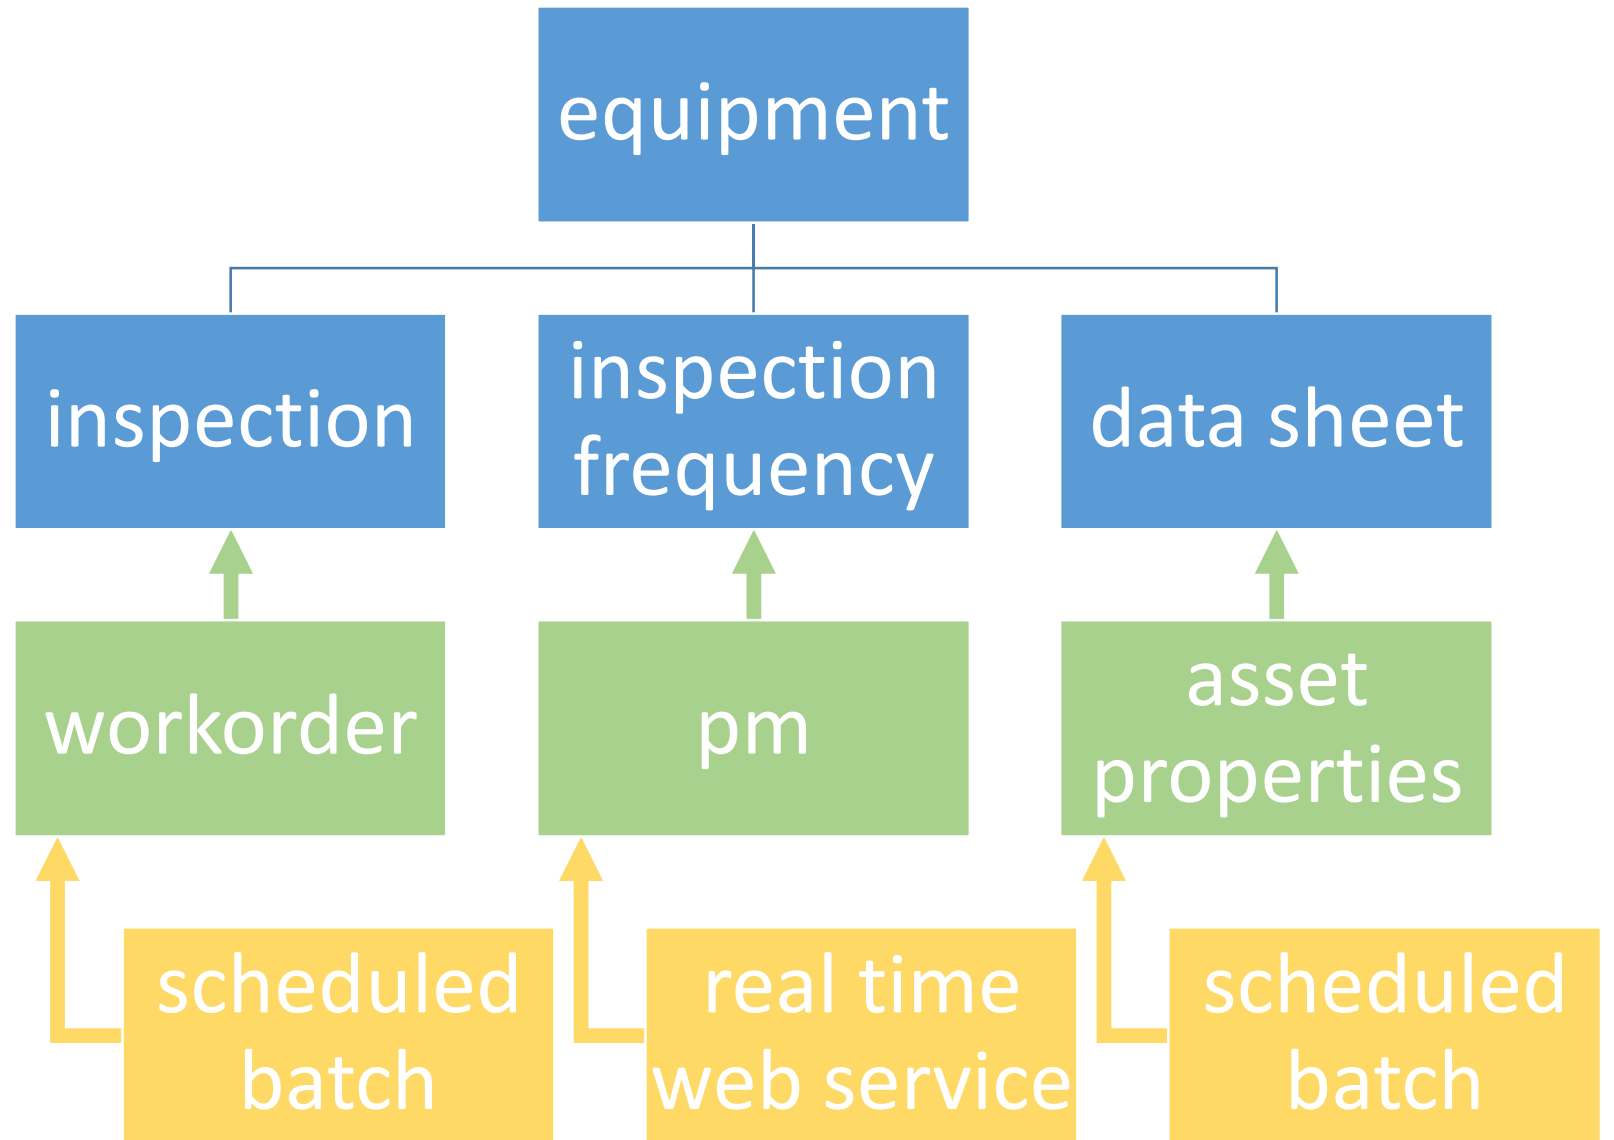 equipment
inspection
inspection
frequency
data sheet
workorder
pm
asset
properties
scheduled
batch
real time
web service
scheduled
batch